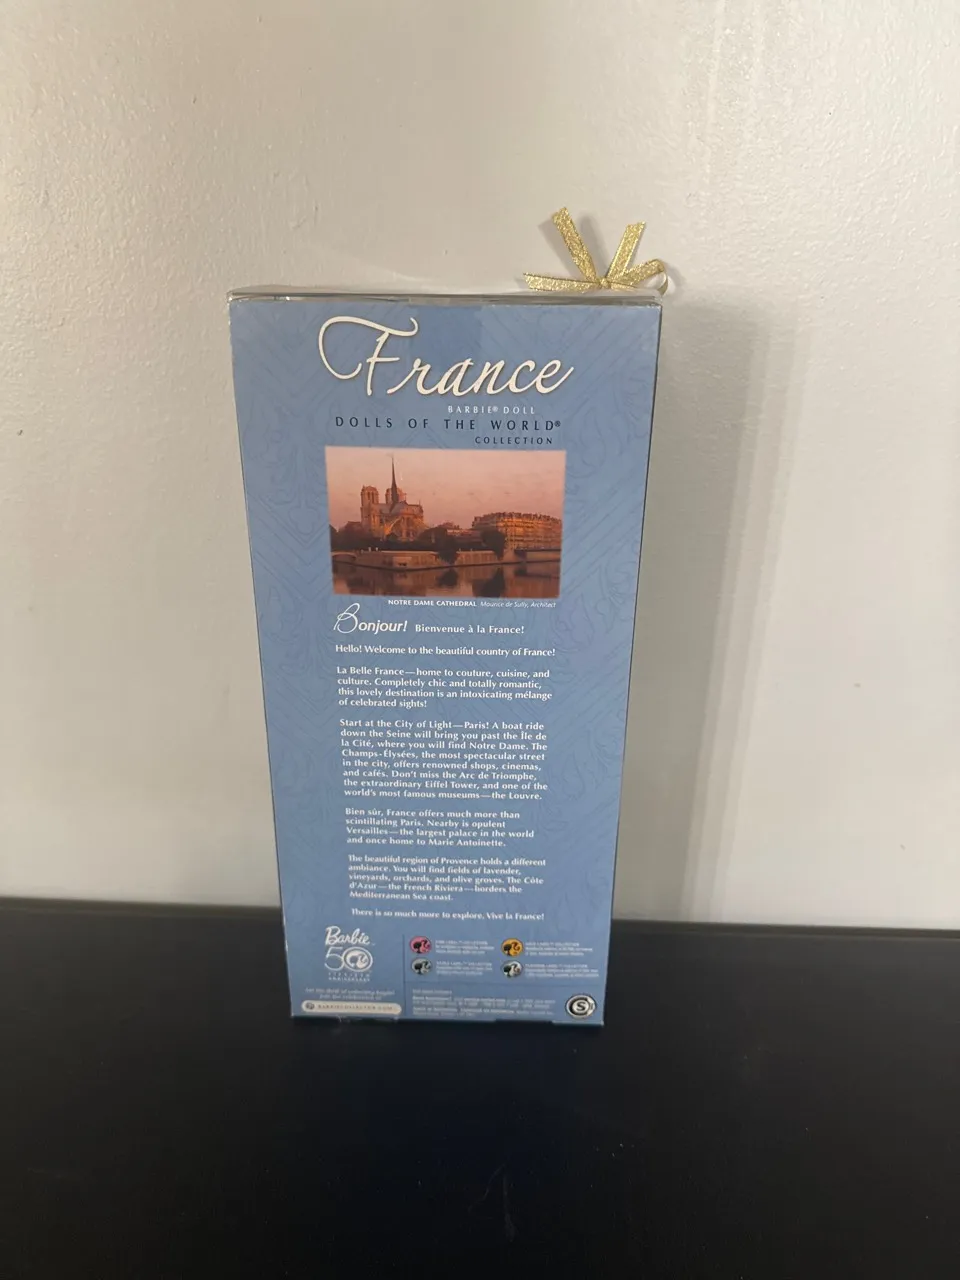 France
BARBIE® DOLL
DOLLS OF THE WORLD®
COLLECTION
NOTRE DAME CATHEDRAL Maurice de Sully, Architect
Bonjour! Bienvenue à la France!
Hello! Welcome to the beautiful country of France!
La Belle France—home to couture, cuisine, and
culture. Completely chic and totally romantic,
this lovely destination is an intoxicating mélange
of celebrated sights!
Start at the City of Light—Paris! A boat ride
down the Seine will bring you past the Île de
la Cité, where you will find Notre Dame. The
Champs-Élysées, the most spectacular street
in the city, offers renowned shops, cinemas,
and cafés. Don't miss the Arc de Triomphe,
the extraordinary Eiffel Tower, and one of the
world's most famous museums—the Louvre.
Bien sûr, France offers much more than
scintillating Paris. Nearby is opulent
Versailles—the largest palace in the world
and once home to Marie Antoinette.
The beautiful region of Provence holds a different
ambiance. You will find fields of lavender,
vineyards, orchards, and olive groves. The Côte
d'Azur—the French Riviera—borders the
Mediterranean Sea coast.
There is so much more to explore. Vive la France!
Barbie™
50
ANNIVERSARY
BARBIECOLLECTOR.COM
S